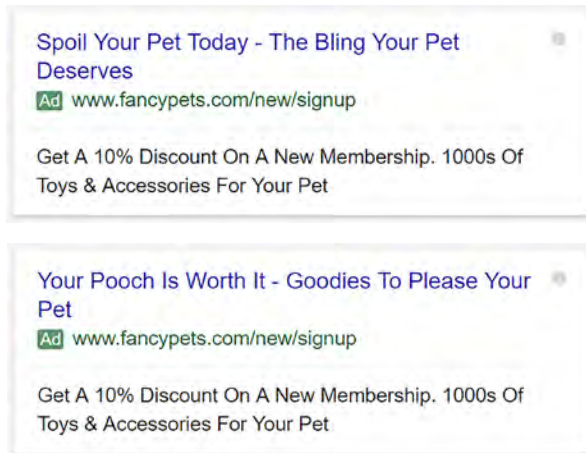 Spoil Your Pet Today - The Bling Your Pet
Deserves
Ad www.fancypets.com/new/signup
Get A 10% Discount On A New Membership. 1000s Of
Toys & Accessories For Your Pet
Your Pooch Is Worth It - Goodies To Please Your
Pet
Ad www.fancypets.com/new/signup
Get A 10% Discount On A New Membership. 1000s Of
Toys & Accessories For Your Pet